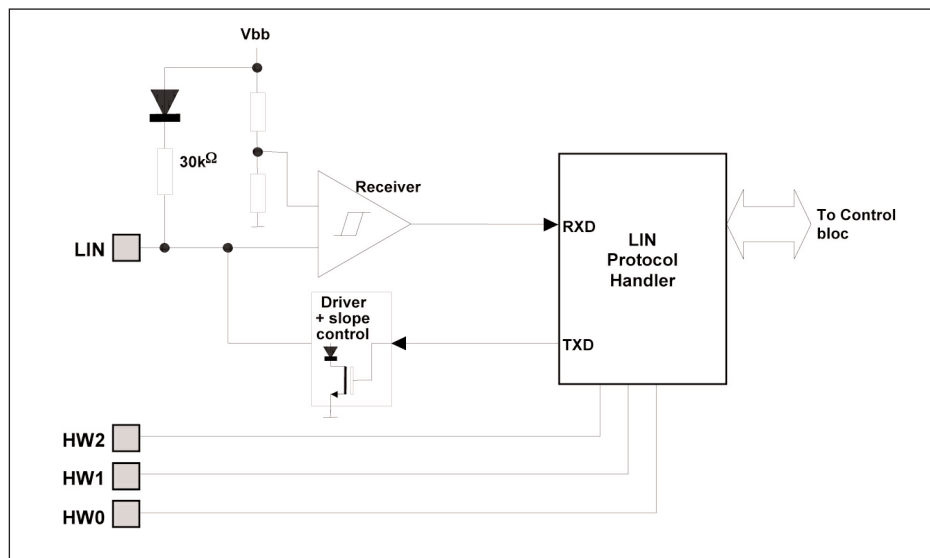 Vbb
30kΩ
Receiver
LIN
RXD
LIN
Protocol
Handler
To Control
bloc
Driver
+ slope
control
TXD
HW2
HW1
HW0